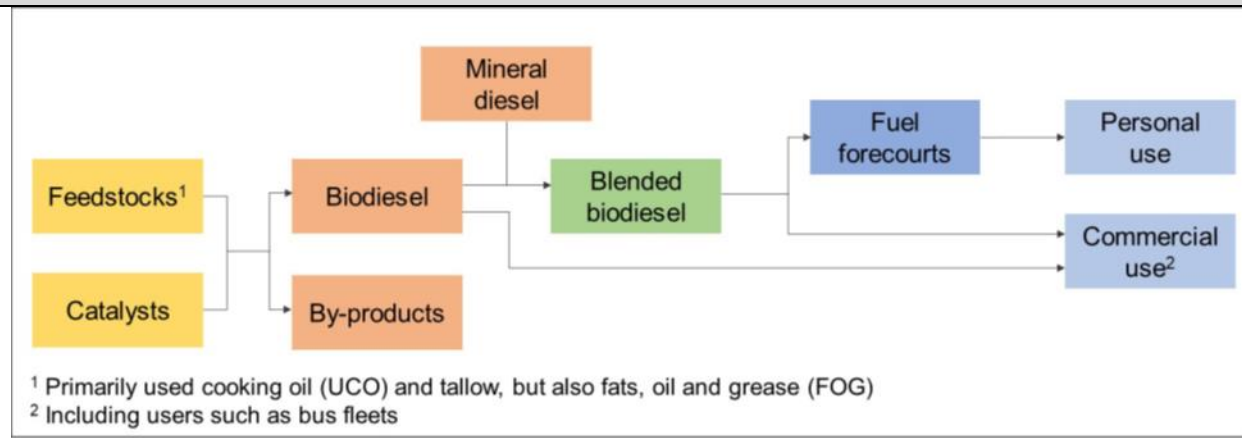 Mineral
diesel
Fuel
forecourts
Personal
use
Feedstocks¹
Biodiesel
Blended
biodiesel
Commercial
use²
Catalysts
By-products
¹ Primarily used cooking oil (UCO) and tallow, but also fats, oil and grease (FOG)
² Including users such as bus fleets